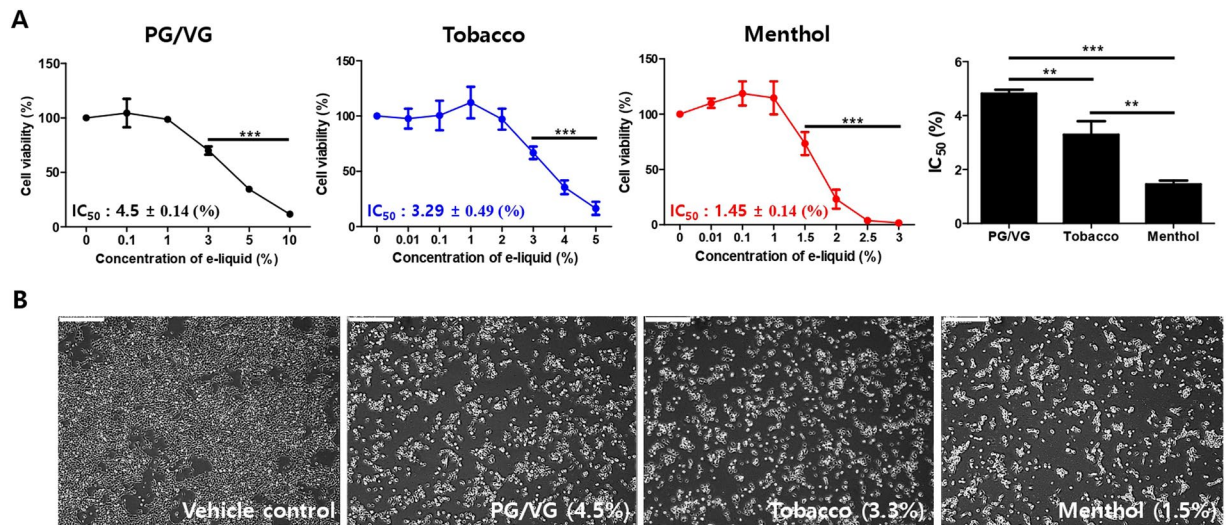 A
PG/VG
150
100
50
0
Cell viability (%)
***
IC50 : 4.5 ± 0.14 (%)
0 0.1 1 3 5 10
Concentration of e-liquid (%)
Tobacco
150
100
50
0
Cell viability (%)
***
IC50 : 3.29 ± 0.49 (%)
0 0.01 0.1 1 2 3 4 5
Concentration of e-liquid (%)
Menthol
150
100
50
0
Cell viability (%)
***
IC50 : 1.45 ± 0.14 (%)
0 0.01 0.1 1 1.5 2 2.5 3
Concentration of e-liquid (%)
6
4
2
0
IC50 (%)
***
**
**
PG/VG Tobacco Menthol
B
Vehicle control
PG/VG (4.5%)
Tobacco (3.3%)
Menthol (1.5%)